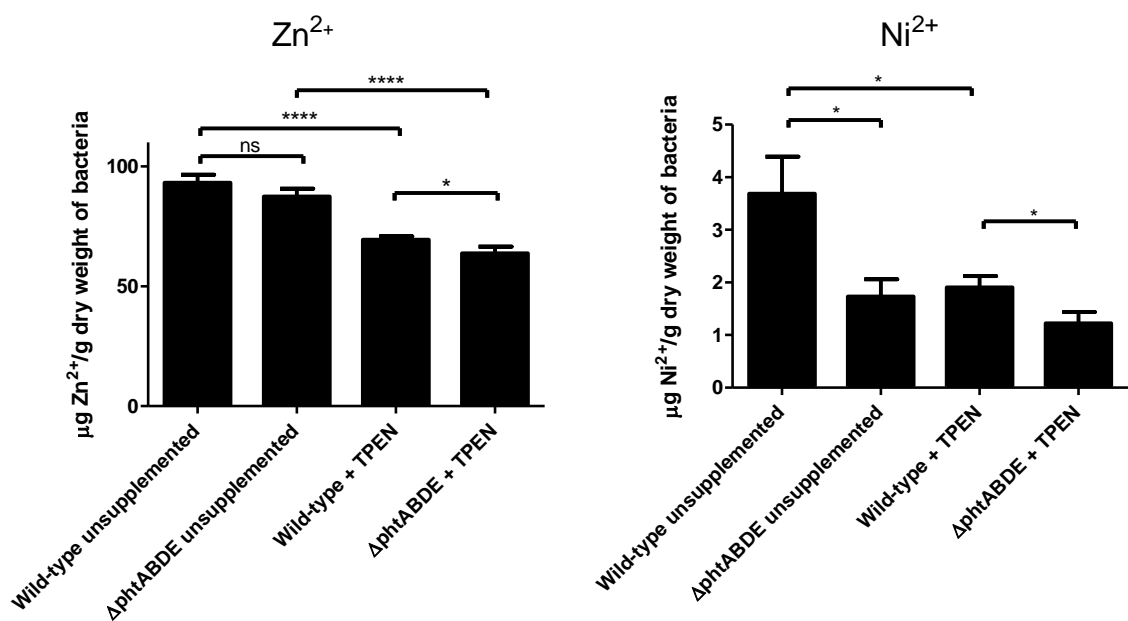 Zn²⁺
****
****
ns
*
µg Zn²⁺/g dry weight of bacteria
100
50
0
Wild-type unsupplemented
ΔphtABDE unsupplemented
Wild-type + TPEN
ΔphtABDE + TPEN
Ni²⁺
*
*
*
µg Ni²⁺/g dry weight of bacteria
5
4
3
2
1
0
Wild-type unsupplemented
ΔphtABDE unsupplemented
Wild-type + TPEN
ΔphtABDE + TPEN